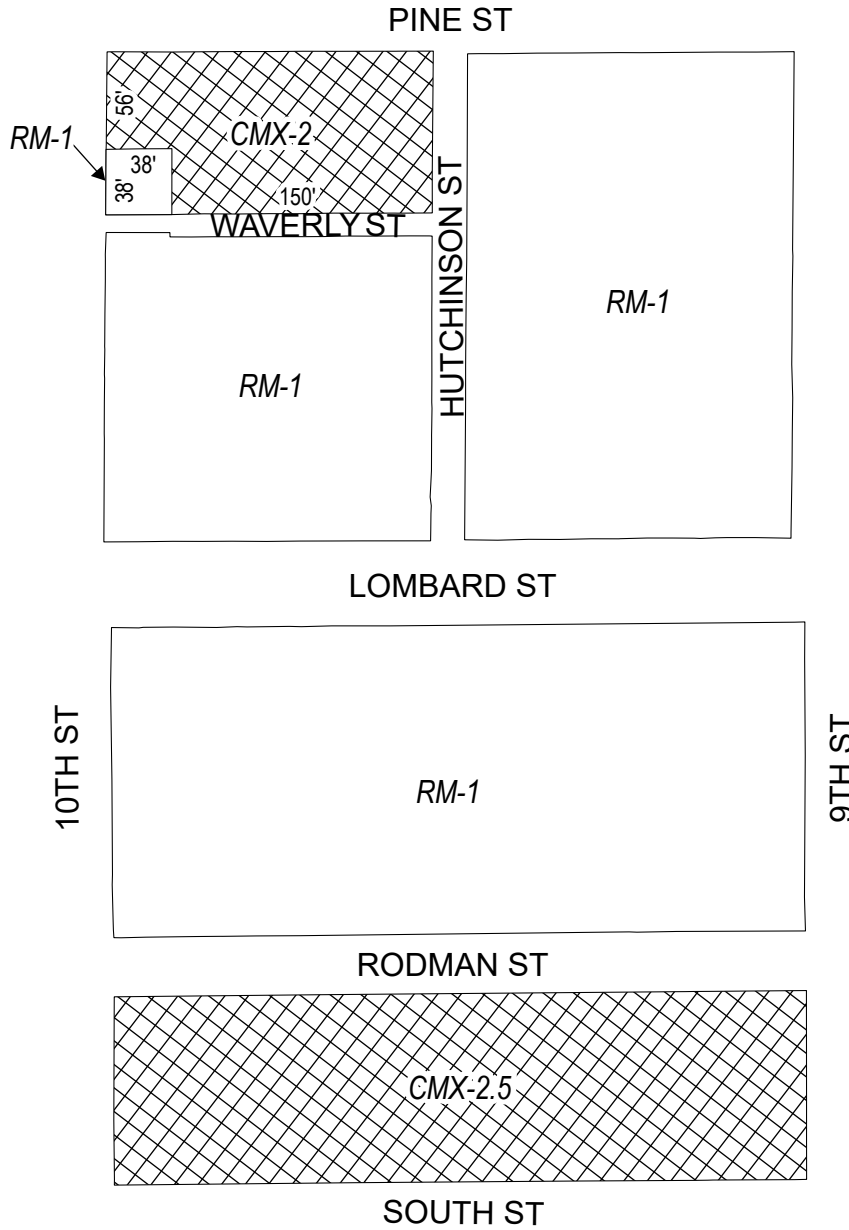 PINE ST
56'
RM-1
CMX-2
38'
38'
150'
WAVERLY ST
HUTCHINSON ST
RM-1
RM-1
LOMBARD ST
10TH ST
RM-1
9TH ST
RODMAN ST
CMX-2.5
SOUTH ST